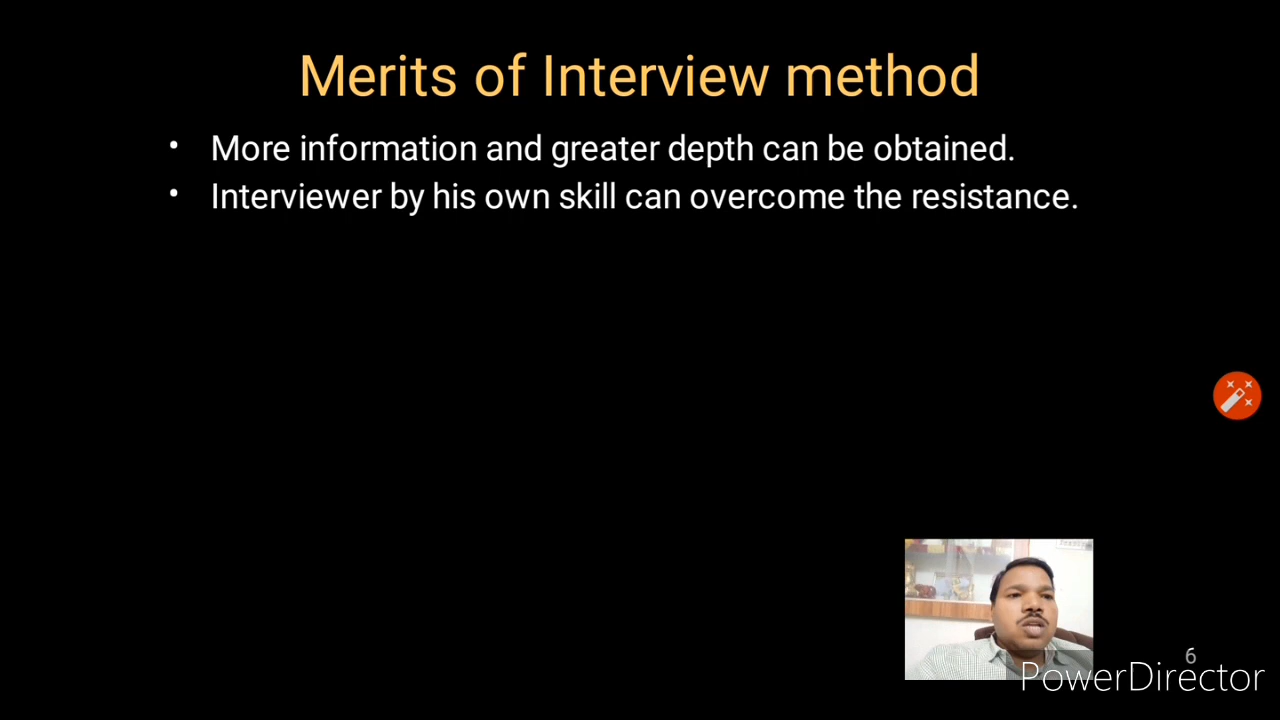 Merits of Interview method
• More information and greater depth can be obtained.
• Interviewer by his own skill can overcome the resistance.
6
PowerDirector